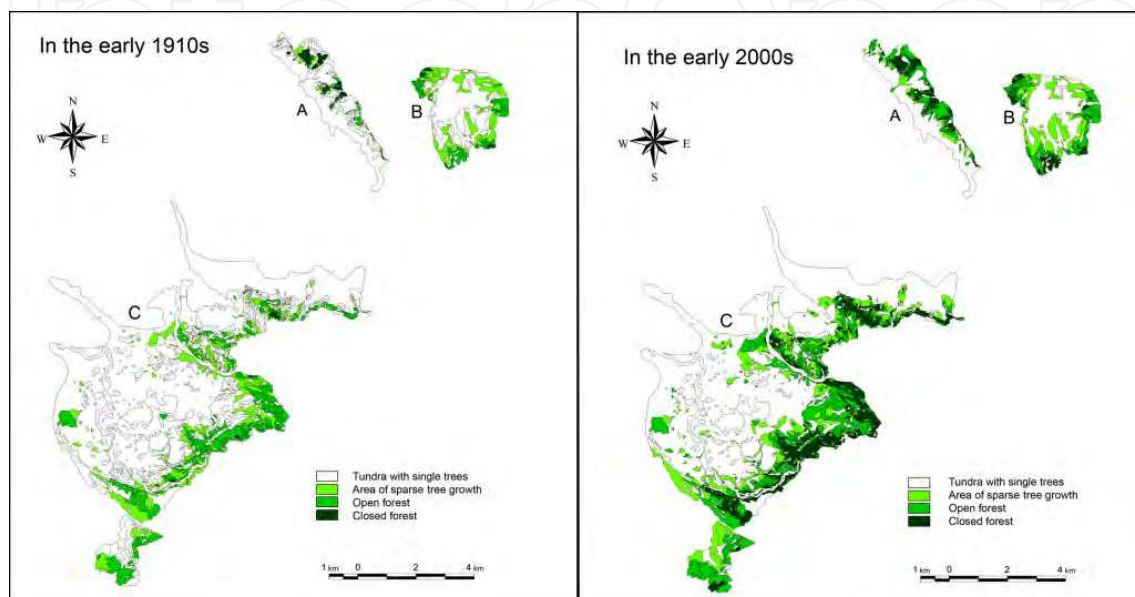 In the early 1910s
A
B
N
W E
S
C
Tundra with single trees
Area of sparse tree growth
Open forest
Closed forest
1 km 0 2 4 km
In the early 2000s
A
B
N
W E
S
C
Tundra with single trees
Area of sparse tree growth
Open forest
Closed forest
1 km 0 2 4 km